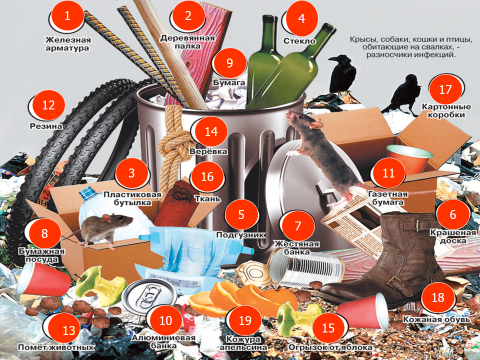 1
Железная
арматура
2
Деревянная
палка
4
Стекло
9
Бумага
Крысы, собаки, кошки и птицы,
обитающие на свалках, -
разносчики инфекций.
17
Картонные
коробки
12
Резина
14
Верёвка
3
Пластиковая
бутылка
16
Ткань
11
Газетная
бумага
5
Подгузник
7
Жестяная
банка
6
Крашеная
доска
8
Бумажная
посуда
13
Помёт животных
10
Алюминиевая
банка
19
Кожура
апельсина
15
Огрызок от яблока
18
Кожаная обувь